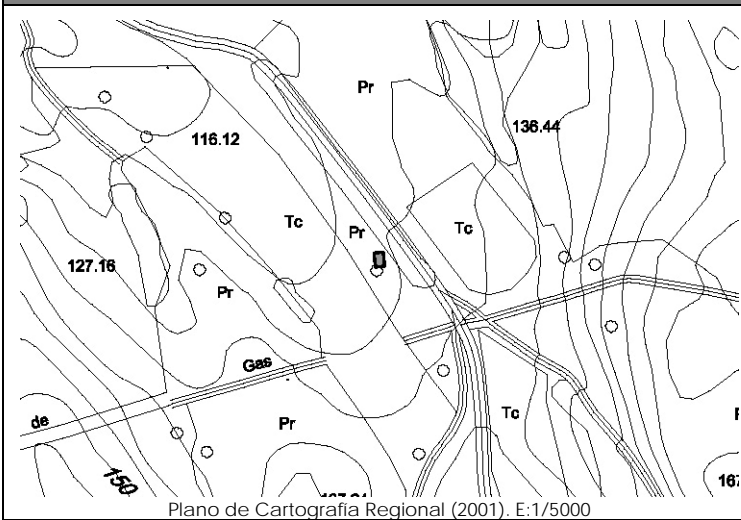 Pr
136.44
116.12
Tc
Pr
Tc
127.16
Pr
Gas
de
Pr
Tc
150
Plano de Cartografía Regional (2001). E:1/5000